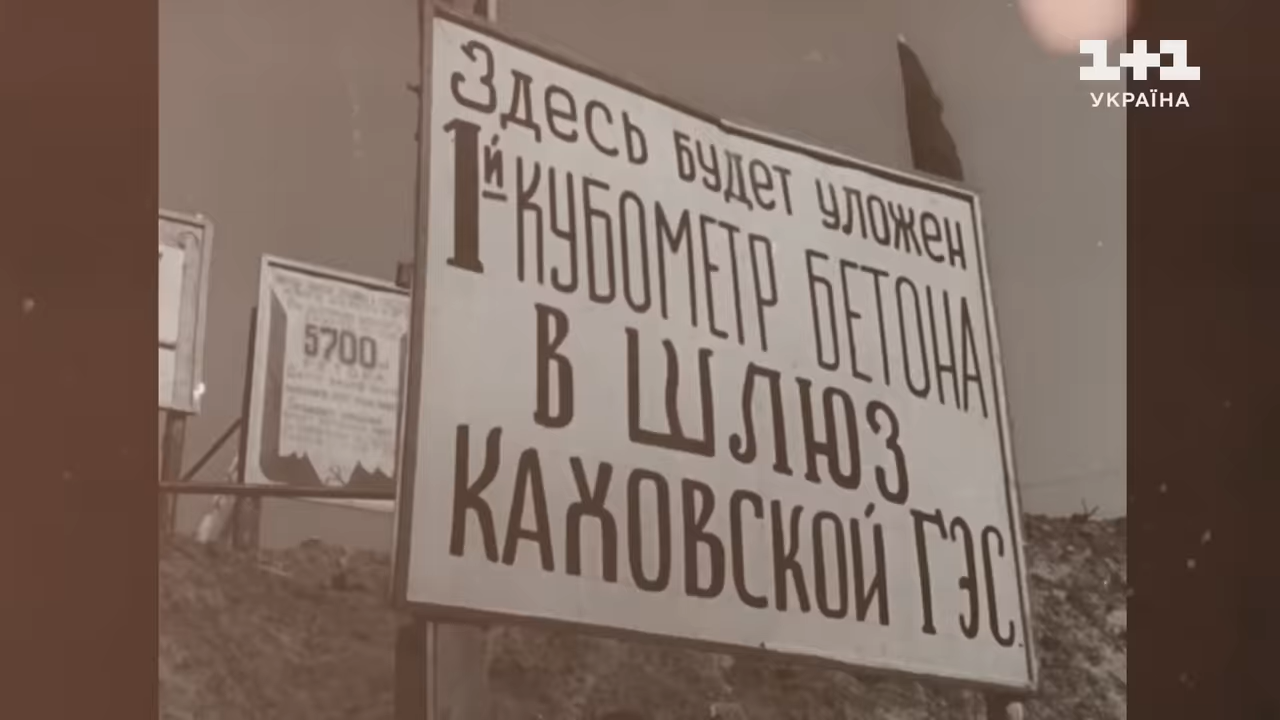 Здесь будет уложен
1й КУБОМЕТР БЕТОНА
В ШЛЮЗ
КАХОВСКОЙ ГЭС.
5700
1+1
УКРАЇНА